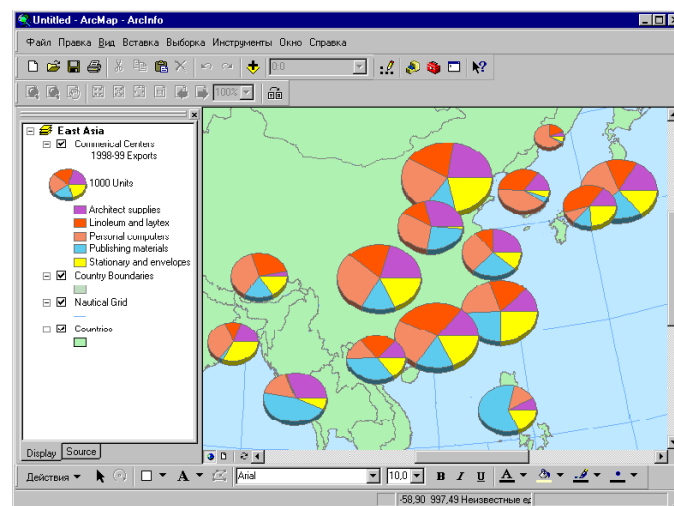 Untitled - ArcMap - ArcInfo
Файл Правка Вид Вставка Выборка Инструменты Окно Справка
0:0
100%
East Asia
Commerical Centers
1998-99 Exports
1000 Units
Architect supplies
Linoleum and laytex
Personal computers
Publishing materials
Stationary and envelopes
Country Boundaries
Nautical Grid
Countries
Display Source
Действия A Arial 10,0 B I U A
-58,90 997,49 Неизвестные ед